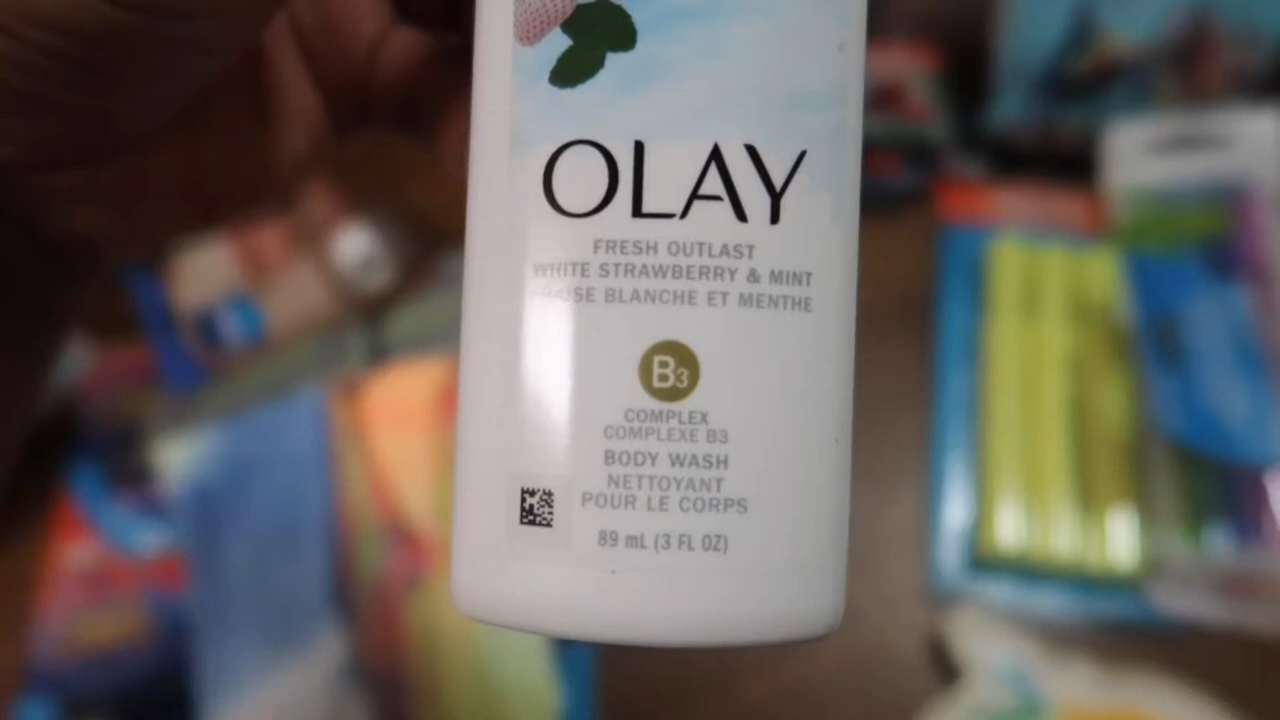 OLAY
FRESH OUTLAST
WHITE STRAWBERRY & MINT
BLANCHE ET MENTHE
B3
COMPLEX
COMPLEXE B3
BODY WASH
NETTOYANT
POUR LE CORPS
89 mL (3 FL OZ)